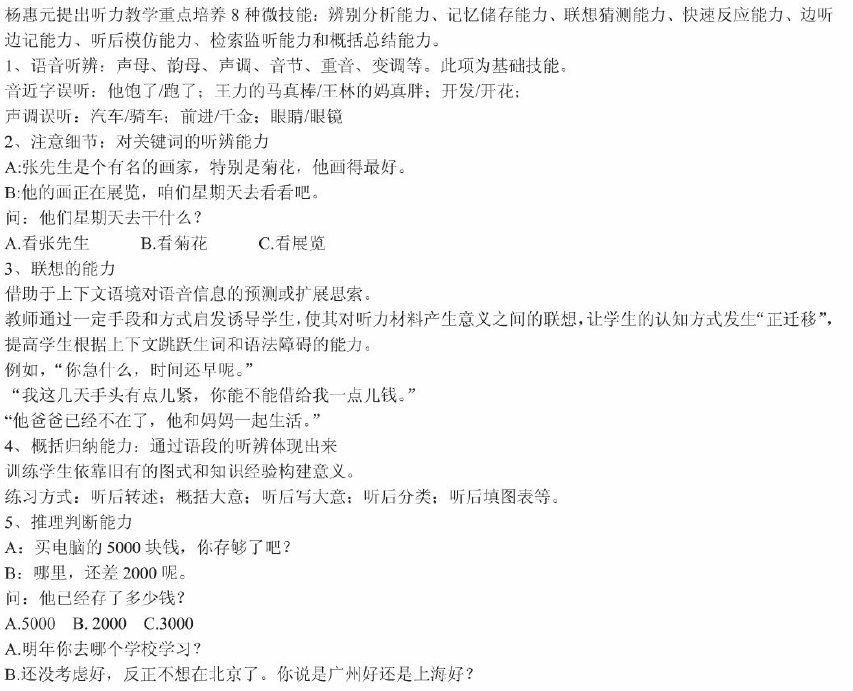 杨惠元提出听力教学重点培养 8 种微技能：辨别分析能力、记忆储存能力、联想猜测能力、快速反应能力、边听
边记能力、听后模仿能力、检索监听能力和概括总结能力。
1、语音听辨：声母、韵母、声调、音节、重音、变调等。此项为基础技能。
音近字误听：他饱了/跑了；王力的马真棒；王林的妈真胖；开发/开花；
声调误听：汽车/骑车；前进/千金；眼睛/眼镜
2、注意细节：对关键词的听辨能力
A:张先生是个有名的画家，特别是菊花，他画得最好。
B:他的画正在展览，咱们星期天去看看吧。
问：他们星期天去干什么？
A.看张先生 B.看菊花 C.看展览
3、联想的能力
借助于上下文语境对语音信息的预测或扩展思索。
教师通过一定手段和方式启发诱导学生，使其对听力材料产生意义之间的联想，让学生的认知方式发生“正迁移”，
提高学生根据上下文跳跃生词和语法障碍的能力。
例如，“你急什么，时间还早呢。”
“我这几天手头有点儿紧，你能不能借给我一点儿钱。”
“他爸爸已经不在了，他和妈妈一起生活。”
4、概括归纳能力：通过语段的听辨体现出来
训练学生依靠旧有的图式和知识经验构建意义。
练习方式：听后转述；概括大意；听后写大意；听后分类；听后填图表等。
5、推理判断能力
A：买电脑的 5000 块钱，你存够了吧？
B：哪里，还差 2000 呢。
问：他已经存了多少钱？
A.5000 B. 2000 C.3000
A.明年你去哪个学校学习？
B.还没考虑好，反正不想在北京了。你说是广州好还是上海好？